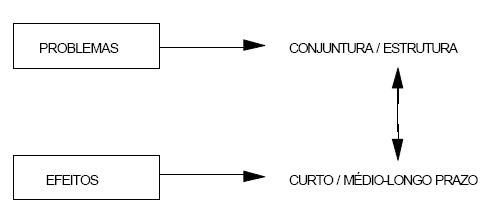 PROBLEMAS
CONJUNTURA / ESTRUTURA
EFEITOS
CURTO / MÉDIO-LONGO PRAZO